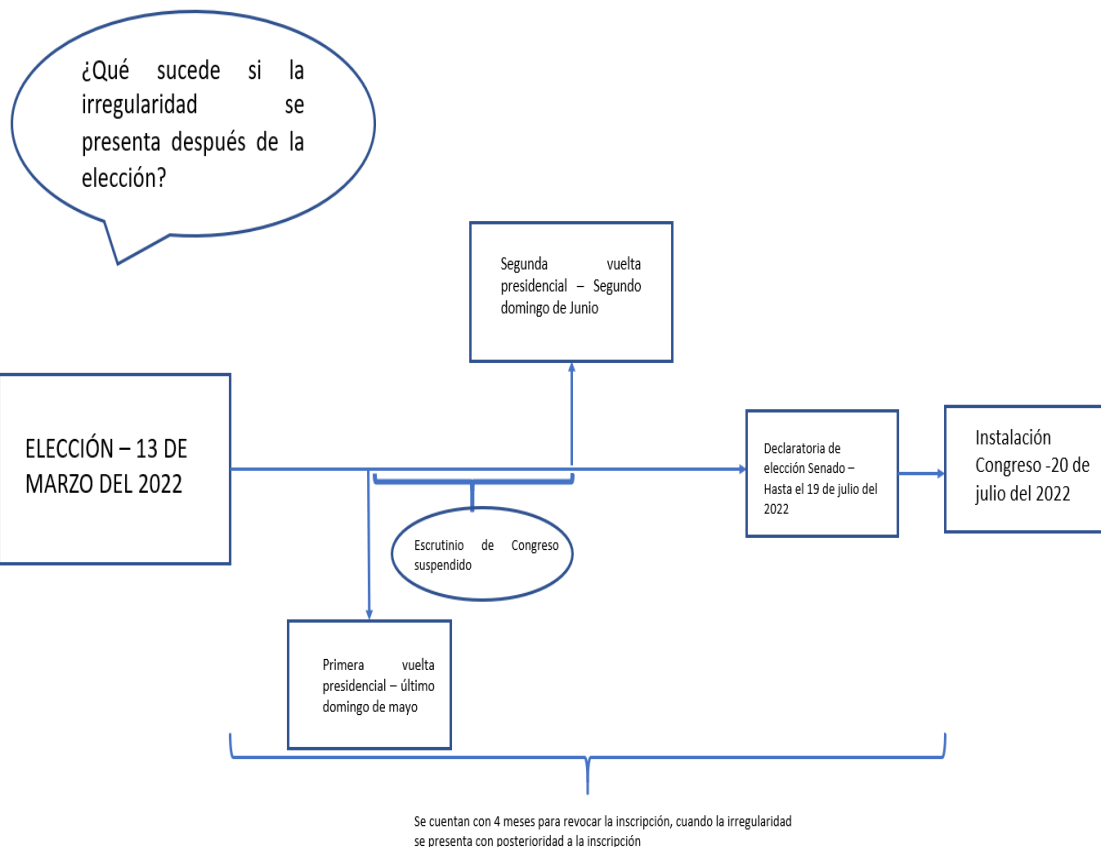 ¿Qué sucede si la
irregularidad se
presenta después de la
elección?
Segunda vuelta
presidencial – Segundo
domingo de Junio
ELECCIÓN – 13 DE
MARZO DEL 2022
Declaratoria de
elección Senado –
Hasta el 19 de julio del
2022
Instalación
Congreso -20 de
julio del 2022
Escrutinio de Congreso
suspendido
Primera vuelta
presidencial – último
domingo de mayo
Se cuentan con 4 meses para revocar la inscripción, cuando la irregularidad
se presenta con posterioridad a la inscripción